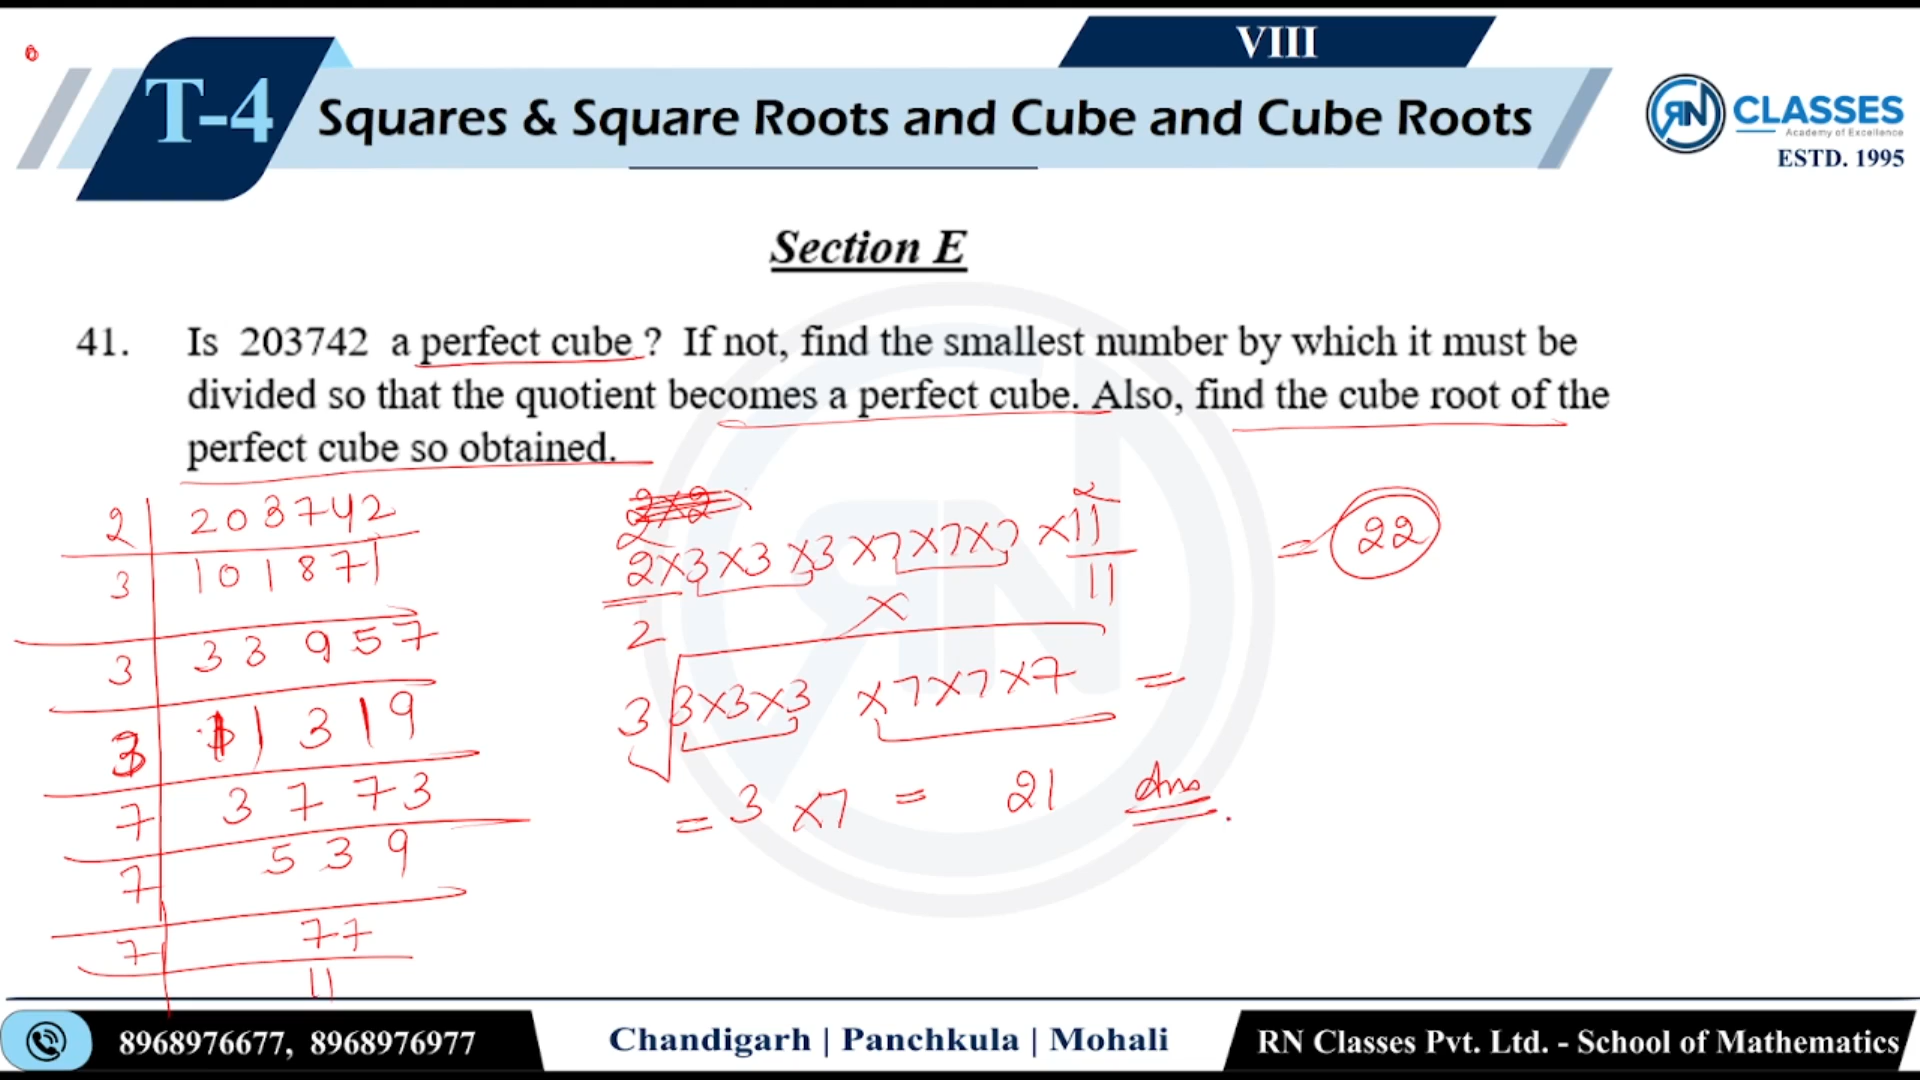 VIII
T-4
Squares & Square Roots and Cube and Cube Roots
RN CLASSES
Academy of Excellence
ESTD. 1995
Section E
41. Is 203742 a perfect cube ? If not, find the smallest number by which it must be
divided so that the quotient becomes a perfect cube. Also, find the cube root of the
perfect cube so obtained.
2 | 203742
3 | 101871
3 | 33957
3 | 11319
7 | 3773
7 | 539
7 | 77
11
2×3×3×3×7×7×7×11
2 11
= 22
3√3×3×3 ×7×7×7 =
= 3 ×7 = 21 Ans.
RN
8968976677, 8968976977
Chandigarh | Panchkula | Mohali
RN Classes Pvt. Ltd. - School of Mathematics